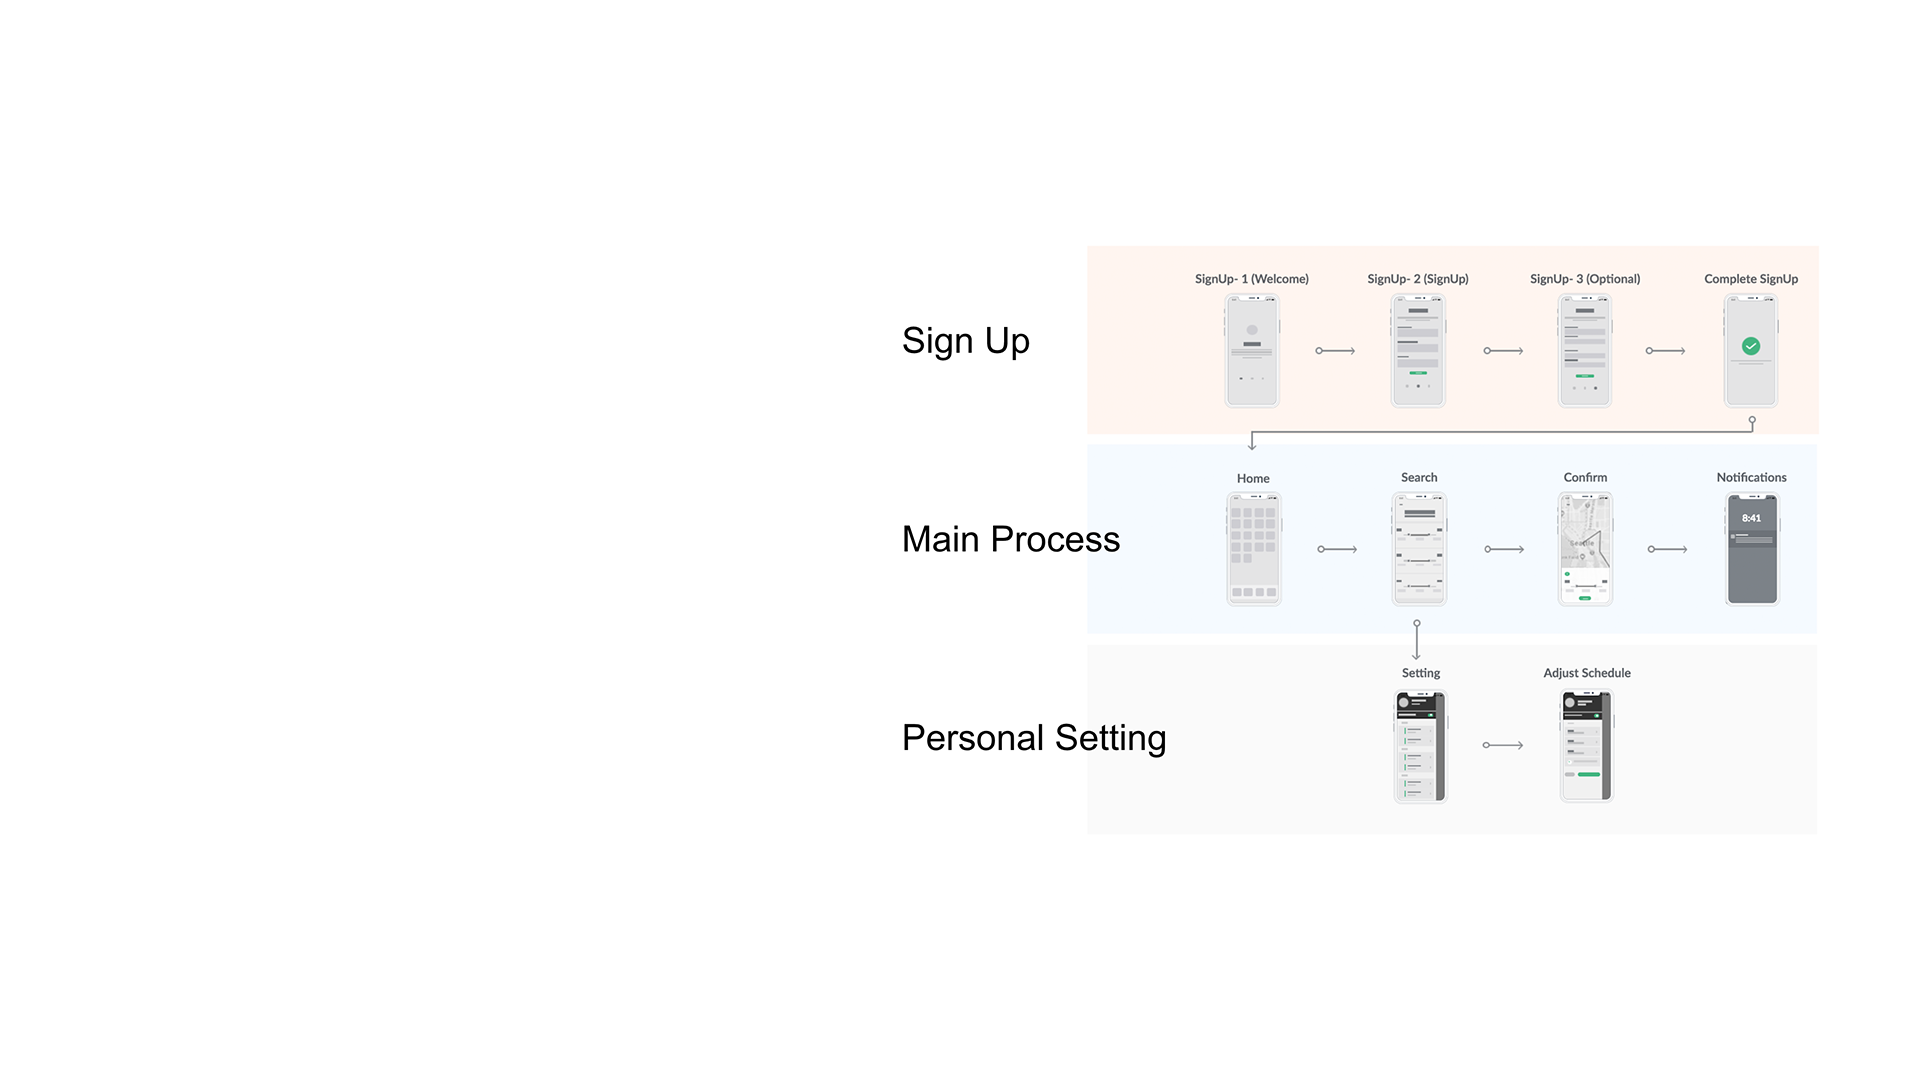 SignUp- 1 (Welcome)
SignUp- 2 (SignUp)
SignUp- 3 (Optional)
Complete SignUp
Sign Up
Home
Search
Confirm
Notifications
8:41
Main Process
Seattle
Setting
Adjust Schedule
Personal Setting